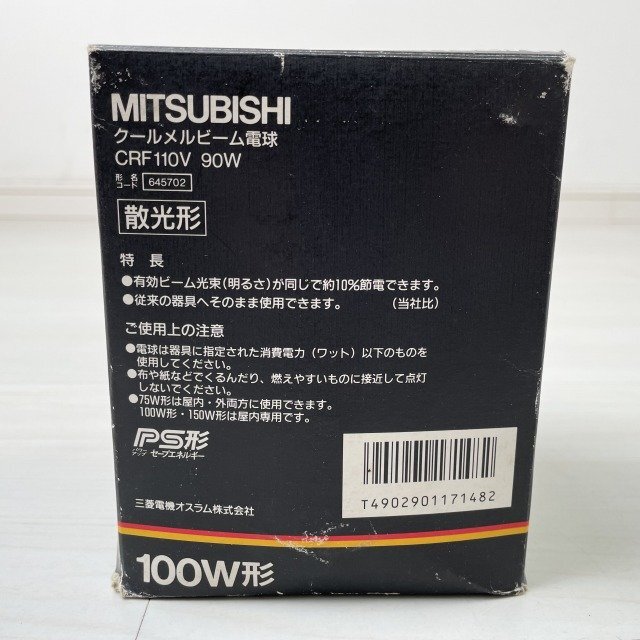 MITSUBISHI
クールメルビーム電球
CRF110V 90W
形名
コード 645702
散光形
特長
●有効ビーム光束(明るさ)が同じで約10%節電できます。
●従来の器具へそのまま使用できます。 (当社比)
ご使用上の注意
●電球は器具に指定された消費電力(ワット)以下のものを
使用してください。
●布や紙などでくるんだり、燃えやすいものに接近して点灯
しないでください。
●75W形は屋内・外両方に使用できます。
100W形・150W形は屋内専用です。
PS形
パワーアップ セーブエネルギー
T4902901171482
三菱電機オスラム株式会社
100W形